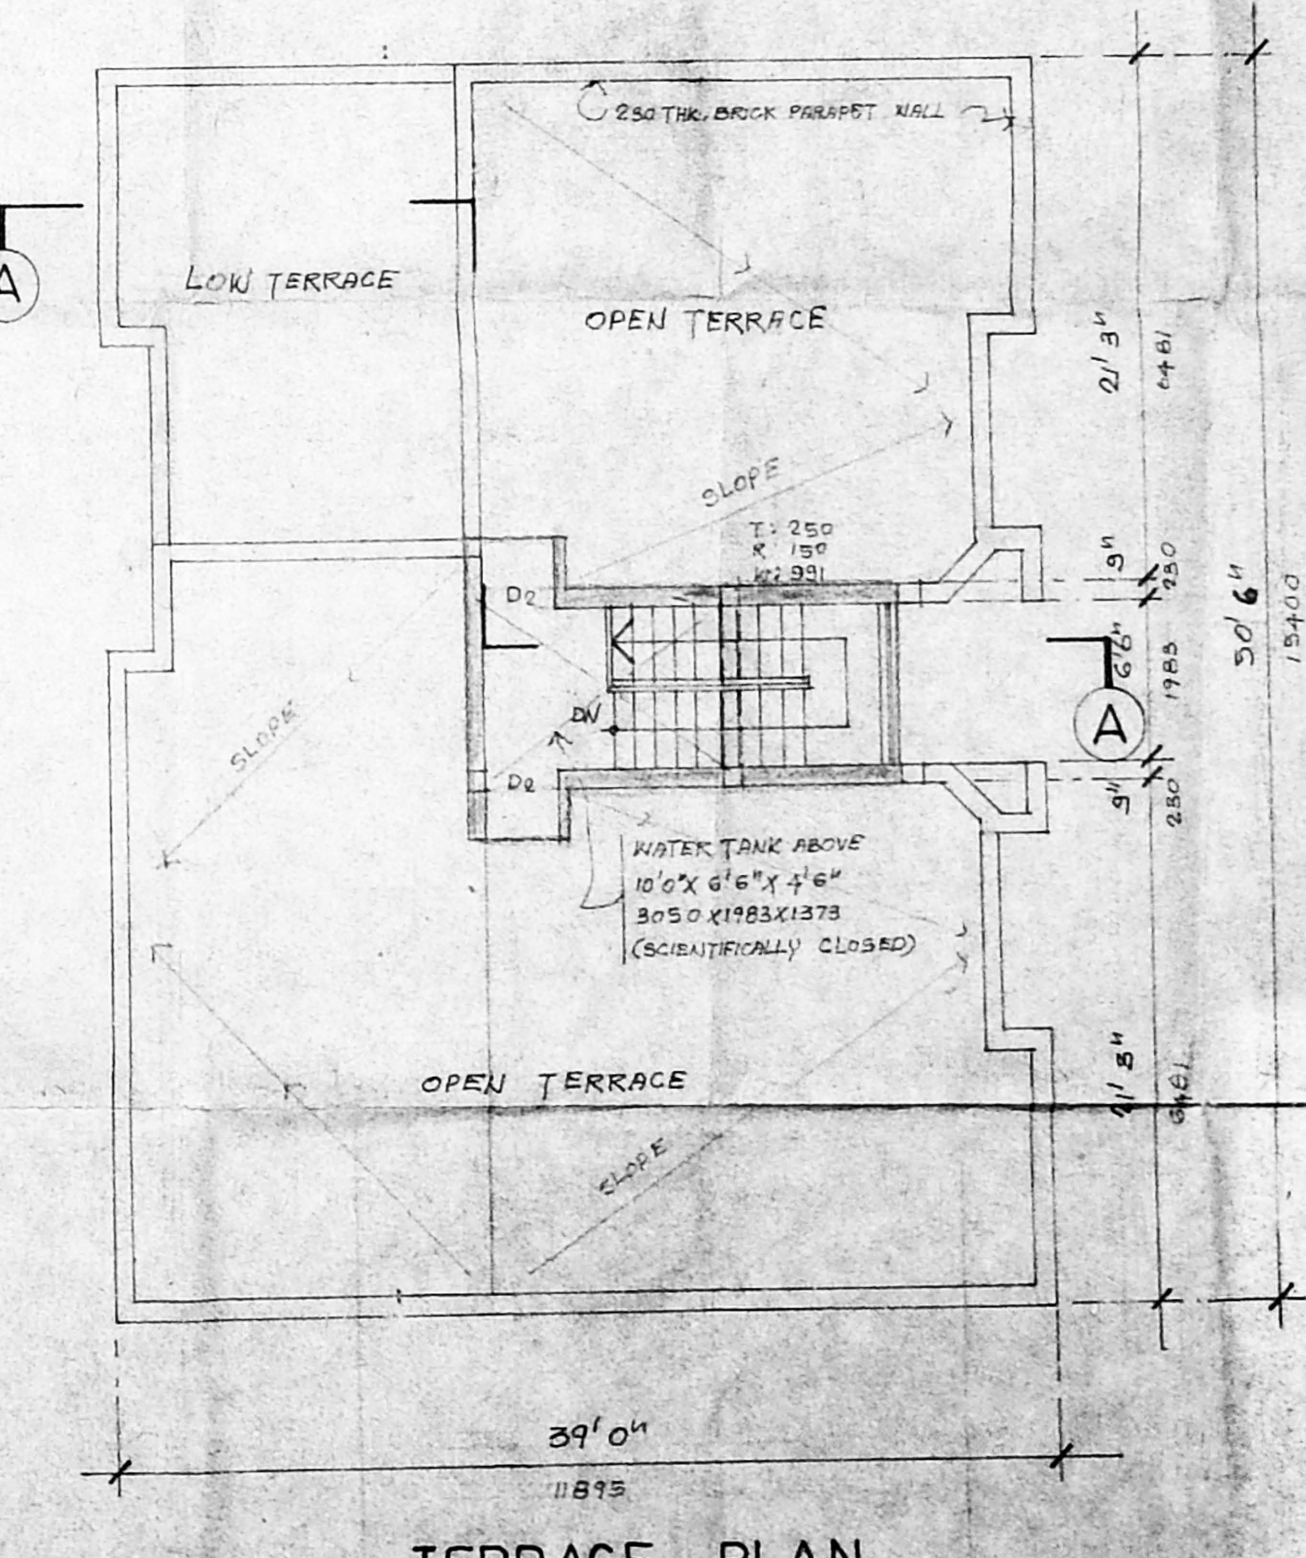 230 THK. BRICK PARAPET WALL
A
LOW TERRACE
OPEN TERRACE
21' 3"
6481
SLOPE
T: 250
R: 150
W: 991
9"
230
D2
50' 6"
15400
6'6"
1983
SLOPE
DN
A
D2
9"
230
WATER TANK ABOVE
10'0" X 6'6" X 4'6"
3050 X 1983 X 1373
(SCIENTIFICALLY CLOSED)
OPEN TERRACE
21' 3"
6481
SLOPE
39' 0"
11895
TERRACE PLAN